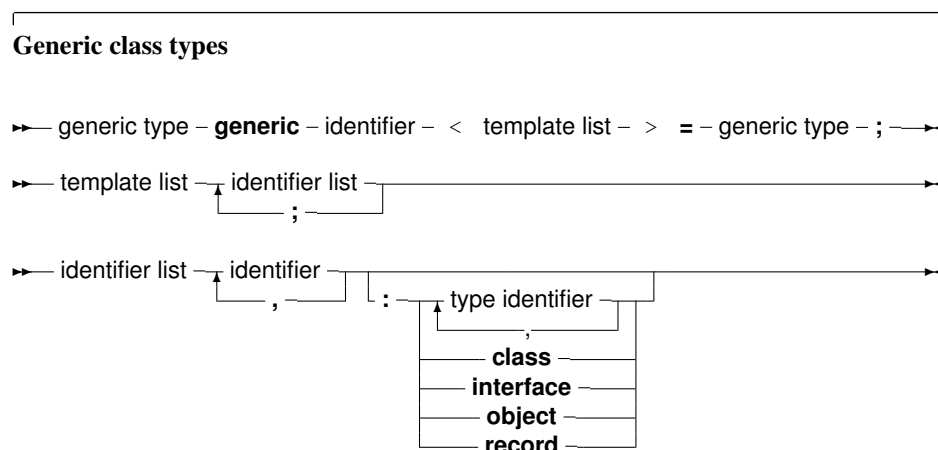 Generic class types
generic type generic identifier < template list > = generic type ;
template list identifier list
;
identifier list identifier : type identifier
, ,
class
interface
object
record